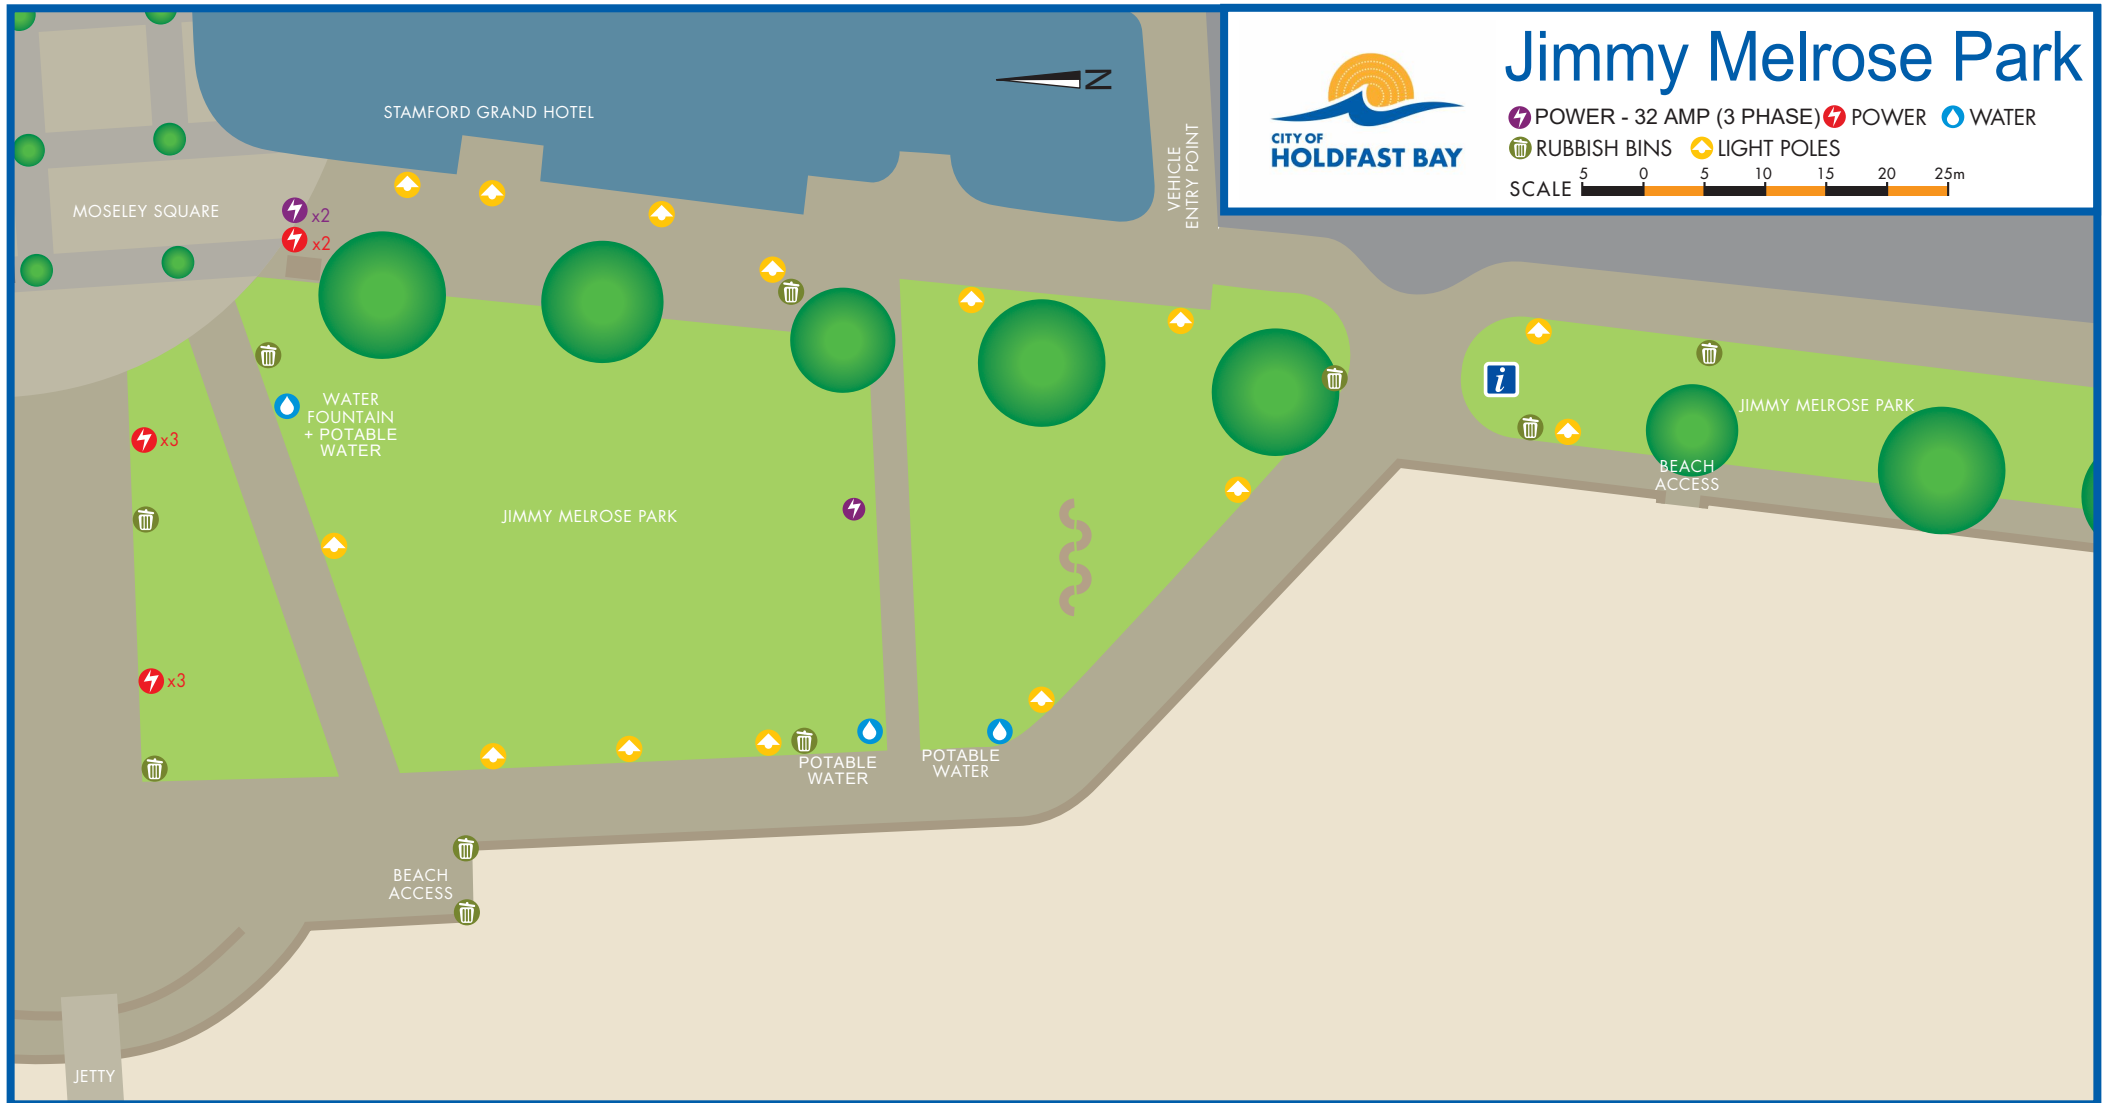 Jimmy Melrose Park
CITY OF
HOLDFAST BAY
POWER - 32 AMP (3 PHASE) POWER WATER
RUBBISH BINS LIGHT POLES
SCALE 5 0 5 10 15 20 25m
N
STAMFORD GRAND HOTEL
VEHICLE
ENTRY POINT
MOSELEY SQUARE
x2
x2
WATER
FOUNTAIN
+ POTABLE
WATER
x3
i
JIMMY MELROSE PARK
BEACH
ACCESS
JIMMY MELROSE PARK
x3
POTABLE
WATER
POTABLE
WATER
BEACH
ACCESS
JETTY